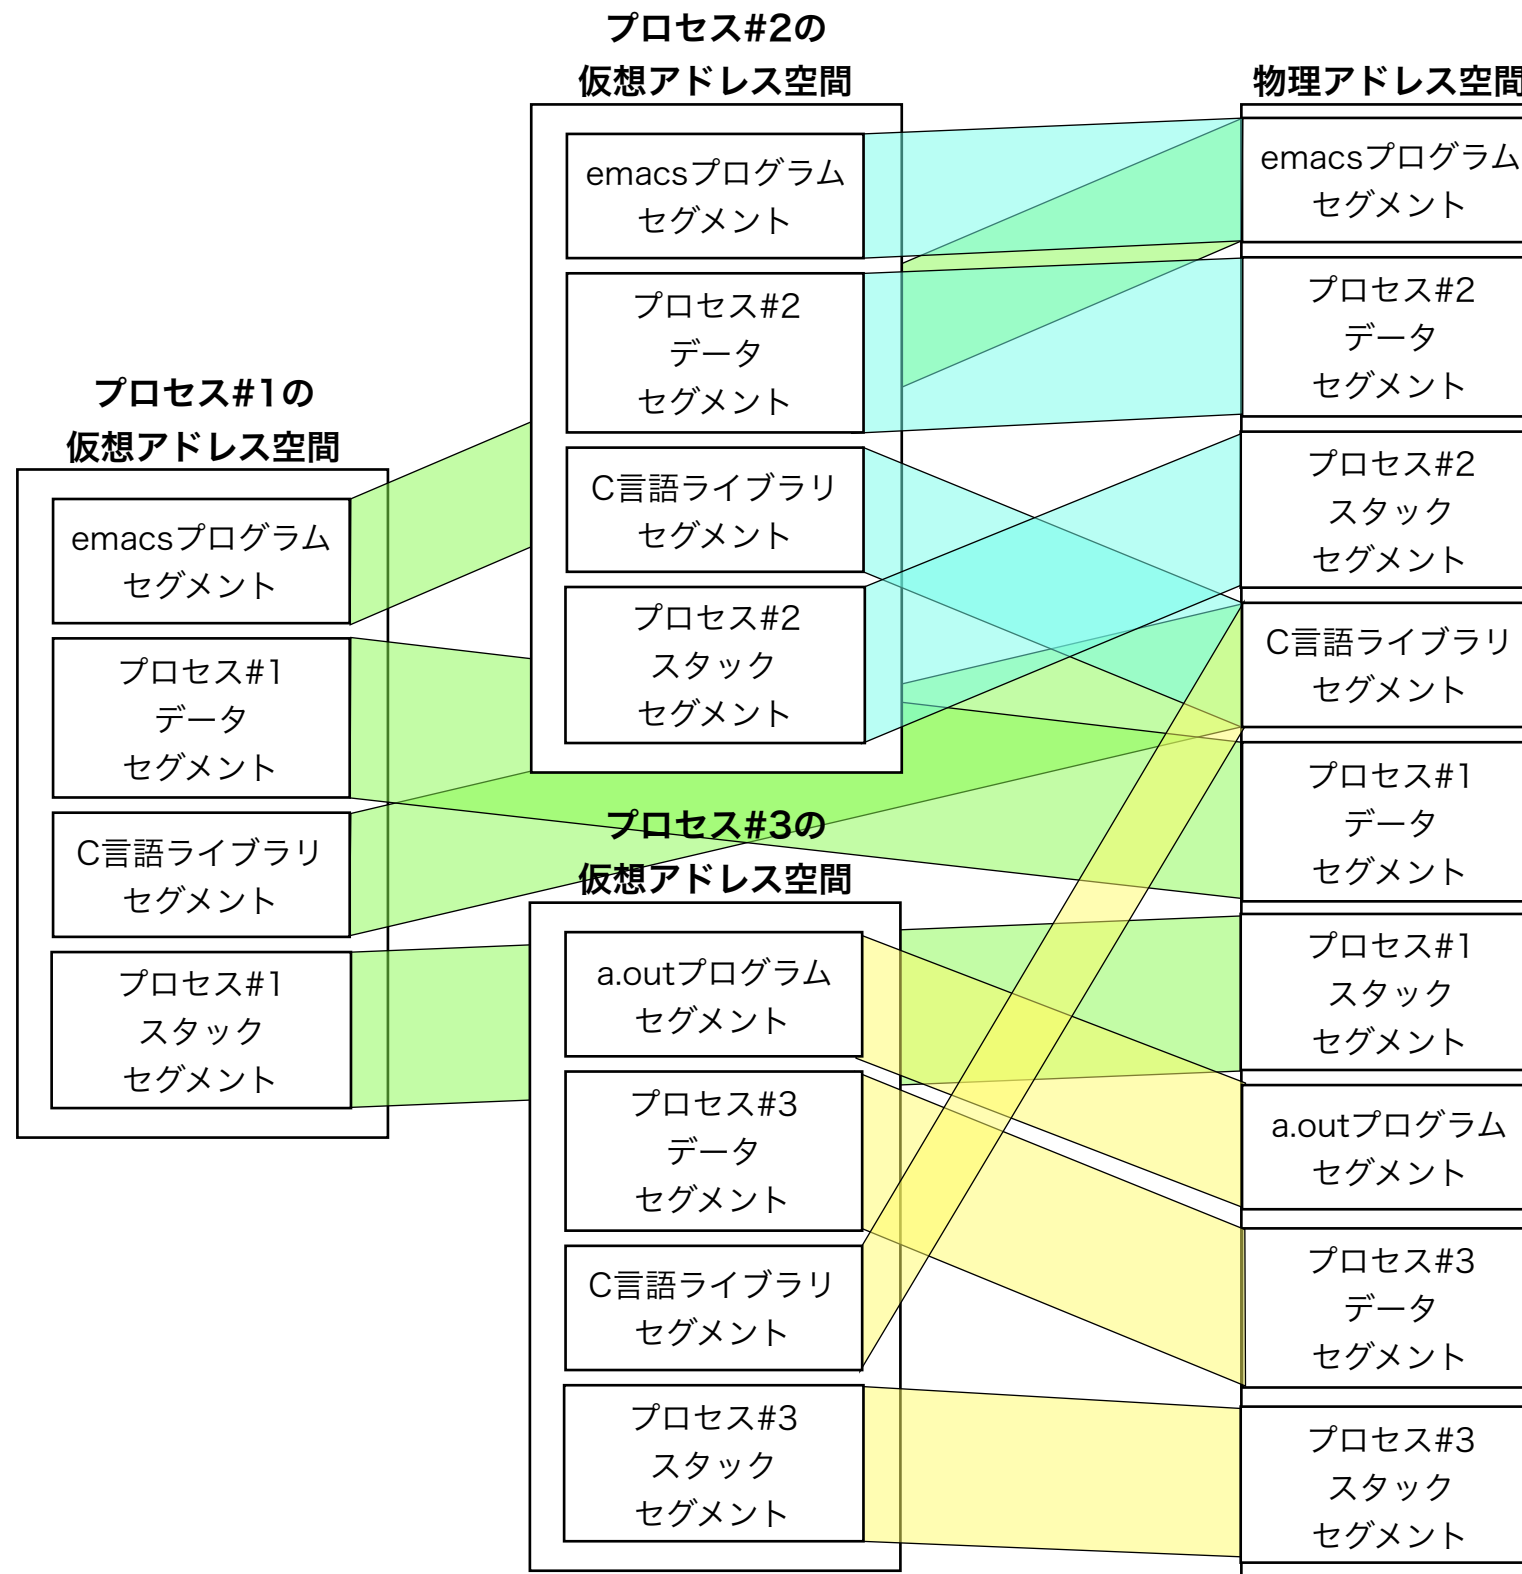 プロセス#1の
仮想アドレス空間
emacsプログラム
セグメント
プロセス#1
データ
セグメント
C言語ライブラリ
セグメント
プロセス#1
スタック
セグメント
プロセス#2の
仮想アドレス空間
emacsプログラム
セグメント
プロセス#2
データ
セグメント
C言語ライブラリ
セグメント
プロセス#2
スタック
セグメント
プロセス#3の
仮想アドレス空間
a.outプログラム
セグメント
プロセス#3
データ
セグメント
C言語ライブラリ
セグメント
プロセス#3
スタック
セグメント
物理アドレス空間
emacsプログラム
セグメント
プロセス#2
データ
セグメント
プロセス#2
スタック
セグメント
C言語ライブラリ
セグメント
プロセス#1
データ
セグメント
プロセス#1
スタック
セグメント
a.outプログラム
セグメント
プロセス#3
データ
セグメント
プロセス#3
スタック
セグメント